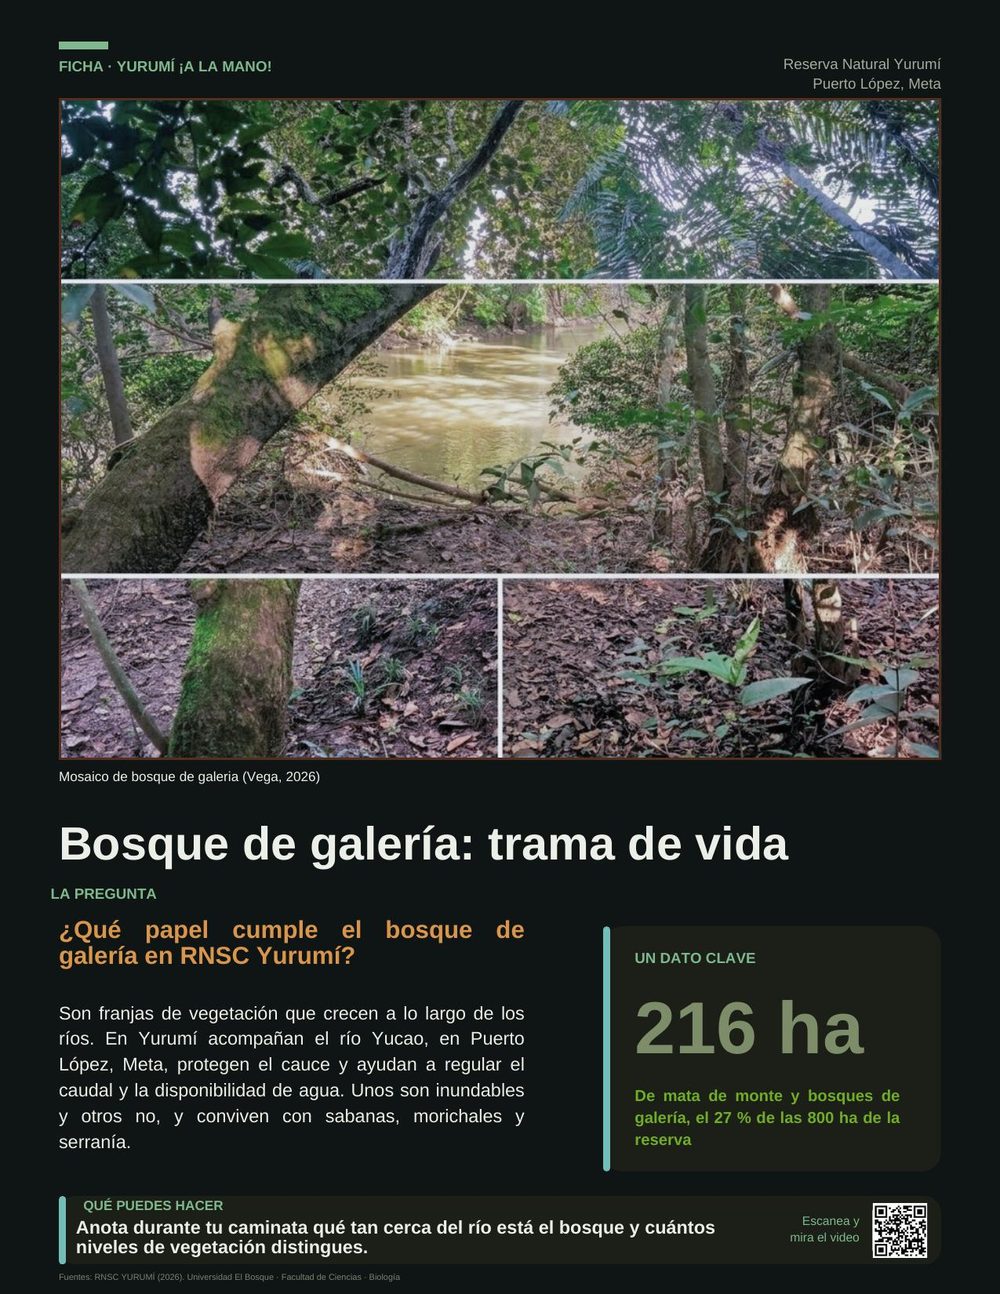 FICHA · YURUMÍ ¡A LA MANO!
Reserva Natural Yurumí
Puerto López, Meta
Mosaico de bosque de galeria (Vega, 2026)
Bosque de galería: trama de vida
LA PREGUNTA
¿Qué papel cumple el bosque de
galería en RNSC Yurumí?
Son franjas de vegetación que crecen a lo largo de los
ríos. En Yurumí acompañan el río Yucao, en Puerto
López, Meta, protegen el cauce y ayudan a regular el
caudal y la disponibilidad de agua. Unos son inundables
y otros no, y conviven con sabanas, morichales y
serranía.
UN DATO CLAVE
216 ha
De mata de monte y bosques de
galería, el 27 % de las 800 ha de la
reserva
QUÉ PUEDES HACER
Anota durante tu caminata qué tan cerca del río está el bosque y cuántos
niveles de vegetación distingues.
Escanea y
mira el video
Fuentes: RNSC YURUMÍ (2026). Universidad El Bosque · Facultad de Ciencias · Biología